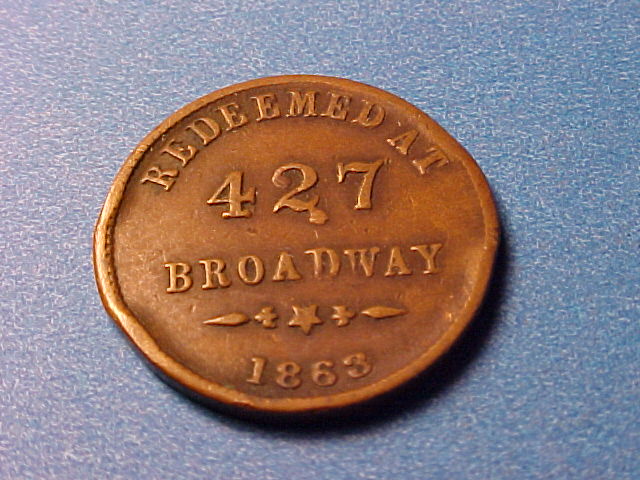 REDEEMED AT
427
BROADWAY
1863